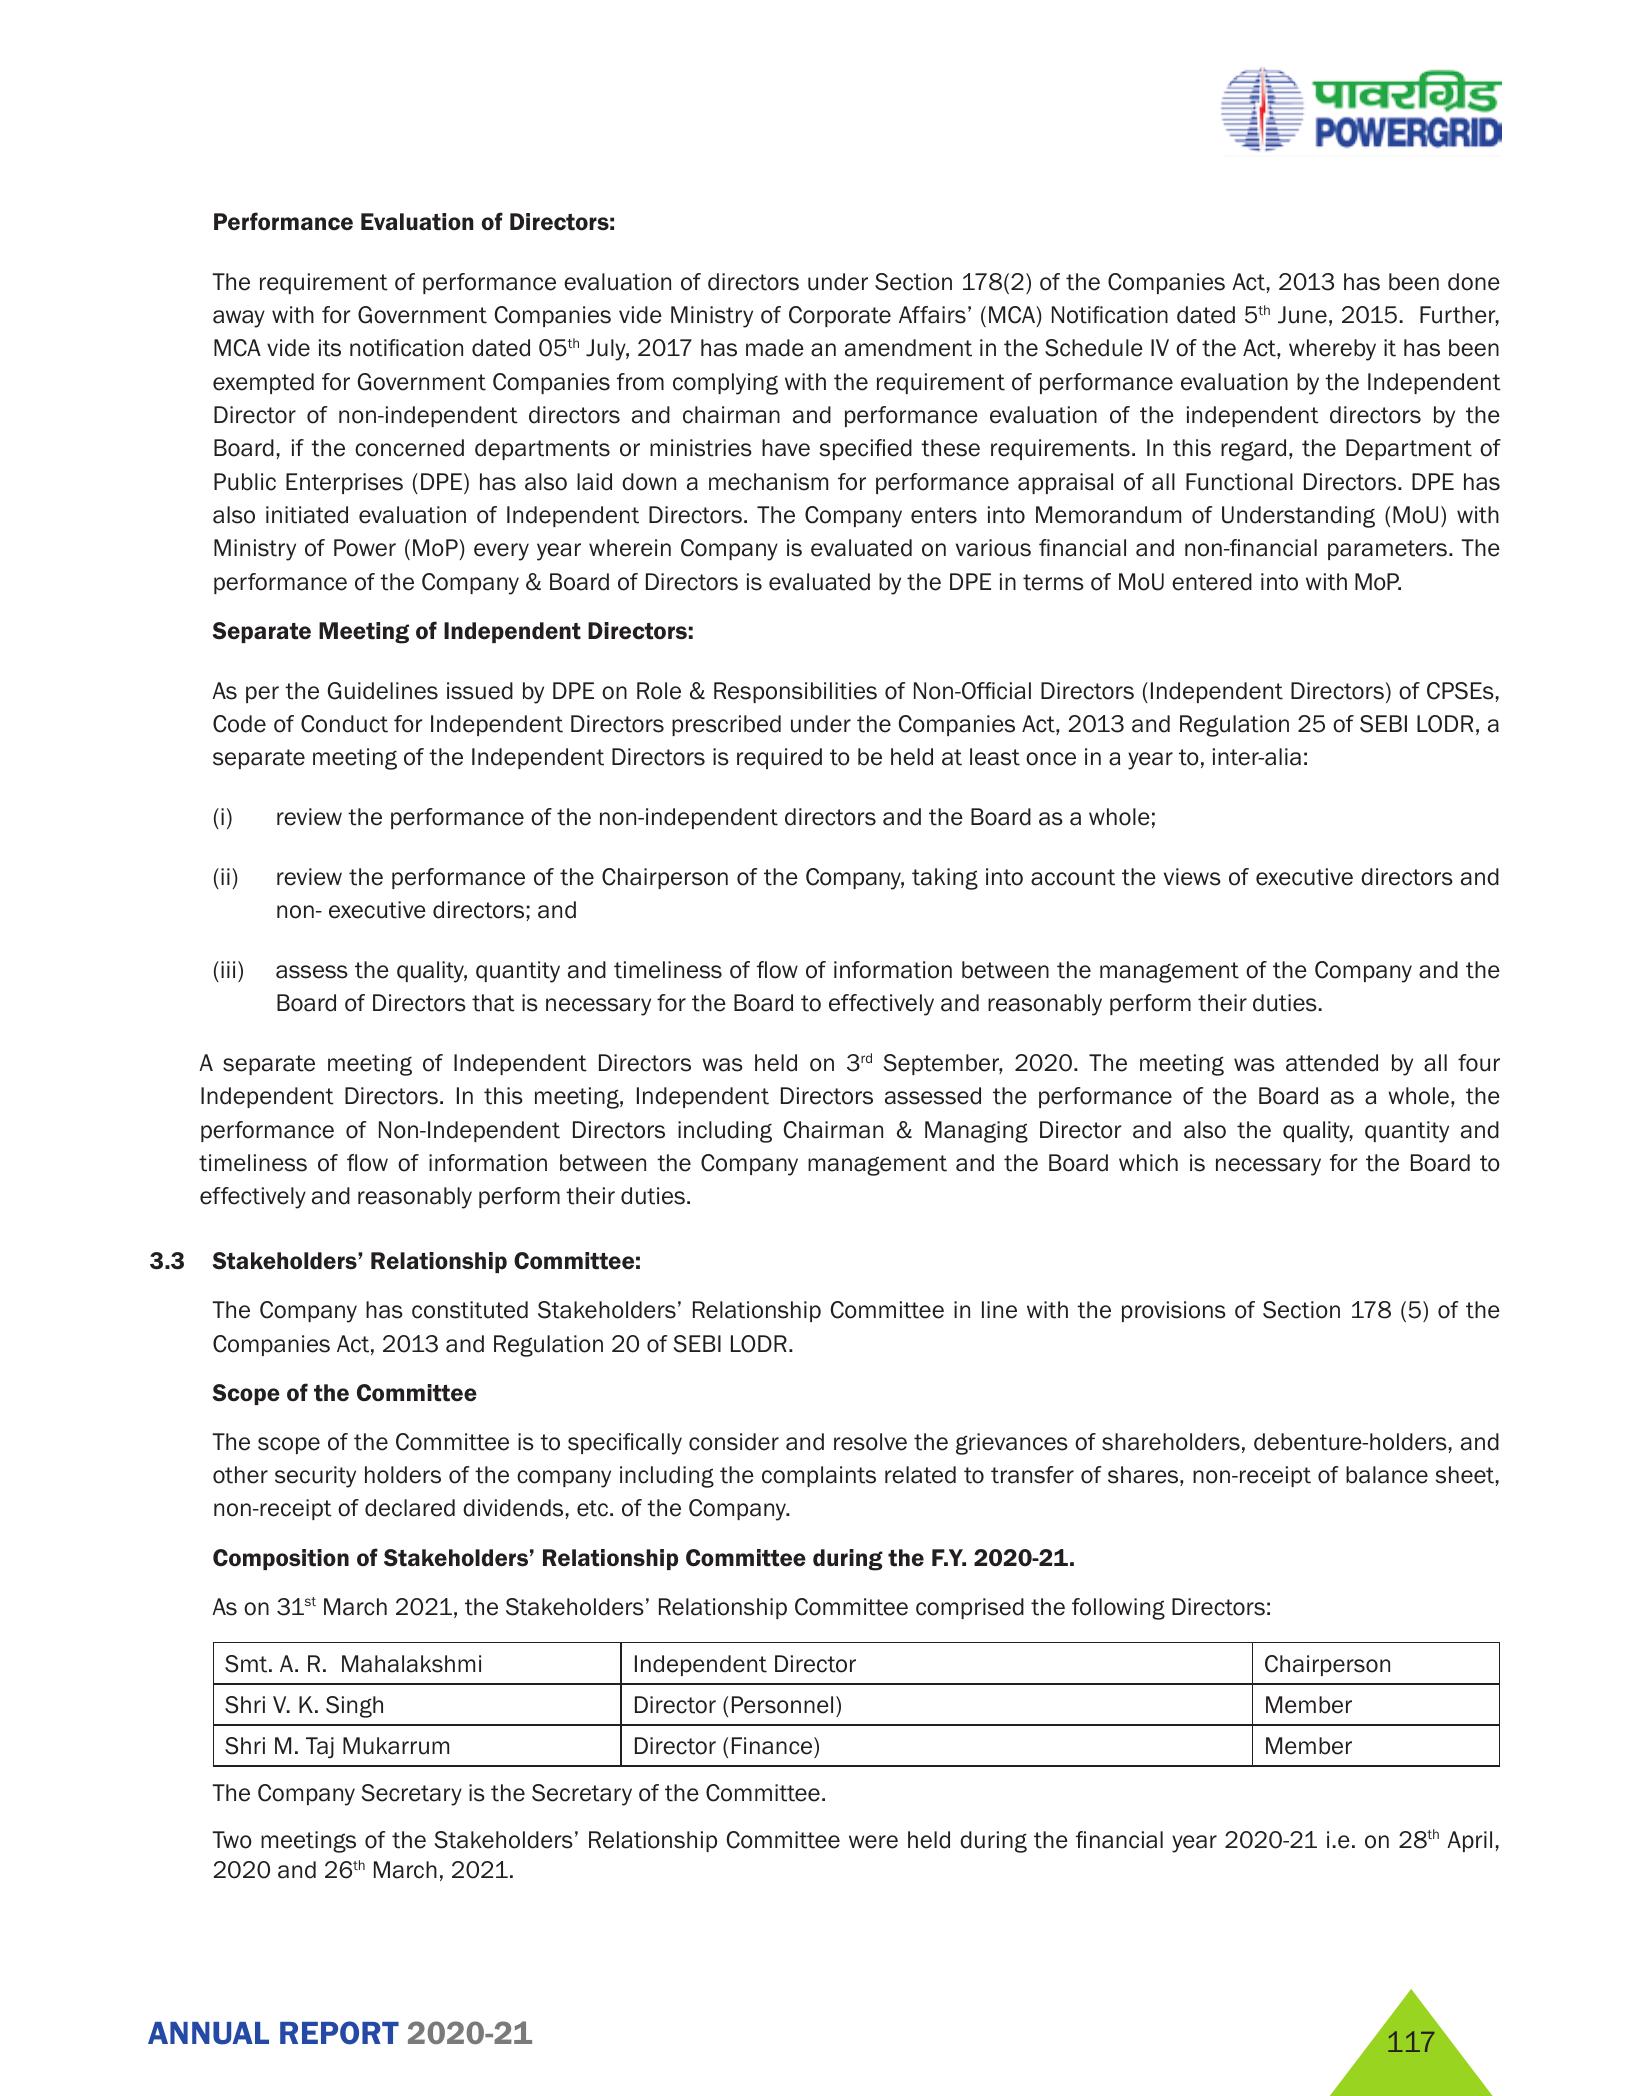 पावरग्रिड
POWERGRID
Performance Evaluation of Directors:
The requirement of performance evaluation of directors under Section 178(2) of the Companies Act, 2013 has been done
away with for Government Companies vide Ministry of Corporate Affairs’ (MCA) Notification dated 5th June, 2015. Further,
MCA vide its notification dated 05th July, 2017 has made an amendment in the Schedule IV of the Act, whereby it has been
exempted for Government Companies from complying with the requirement of performance evaluation by the Independent
Director of non-independent directors and chairman and performance evaluation of the independent directors by the
Board, if the concerned departments or ministries have specified these requirements. In this regard, the Department of
Public Enterprises (DPE) has also laid down a mechanism for performance appraisal of all Functional Directors. DPE has
also initiated evaluation of Independent Directors. The Company enters into Memorandum of Understanding (MoU) with
Ministry of Power (MoP) every year wherein Company is evaluated on various financial and non-financial parameters. The
performance of the Company & Board of Directors is evaluated by the DPE in terms of MoU entered into with MoP.
Separate Meeting of Independent Directors:
As per the Guidelines issued by DPE on Role & Responsibilities of Non-Official Directors (Independent Directors) of CPSEs,
Code of Conduct for Independent Directors prescribed under the Companies Act, 2013 and Regulation 25 of SEBI LODR, a
separate meeting of the Independent Directors is required to be held at least once in a year to, inter-alia:
(i) review the performance of the non-independent directors and the Board as a whole;
(ii) review the performance of the Chairperson of the Company, taking into account the views of executive directors and
non- executive directors; and
(iii) assess the quality, quantity and timeliness of flow of information between the management of the Company and the
Board of Directors that is necessary for the Board to effectively and reasonably perform their duties.
A separate meeting of Independent Directors was held on 3rd September, 2020. The meeting was attended by all four
Independent Directors. In this meeting, Independent Directors assessed the performance of the Board as a whole, the
performance of Non-Independent Directors including Chairman & Managing Director and also the quality, quantity and
timeliness of flow of information between the Company management and the Board which is necessary for the Board to
effectively and reasonably perform their duties.
3.3 Stakeholders’ Relationship Committee:
The Company has constituted Stakeholders’ Relationship Committee in line with the provisions of Section 178 (5) of the
Companies Act, 2013 and Regulation 20 of SEBI LODR.
Scope of the Committee
The scope of the Committee is to specifically consider and resolve the grievances of shareholders, debenture-holders, and
other security holders of the company including the complaints related to transfer of shares, non-receipt of balance sheet,
non-receipt of declared dividends, etc. of the Company.
Composition of Stakeholders’ Relationship Committee during the F.Y. 2020-21.
As on 31st March 2021, the Stakeholders’ Relationship Committee comprised the following Directors:
Smt. A. R. Mahalakshmi Independent Director Chairperson
Shri V. K. Singh Director (Personnel) Member
Shri M. Taj Mukarrum Director (Finance) Member
The Company Secretary is the Secretary of the Committee.
Two meetings of the Stakeholders’ Relationship Committee were held during the financial year 2020-21 i.e. on 28th April,
2020 and 26th March, 2021.
ANNUAL REPORT 2020-21
117